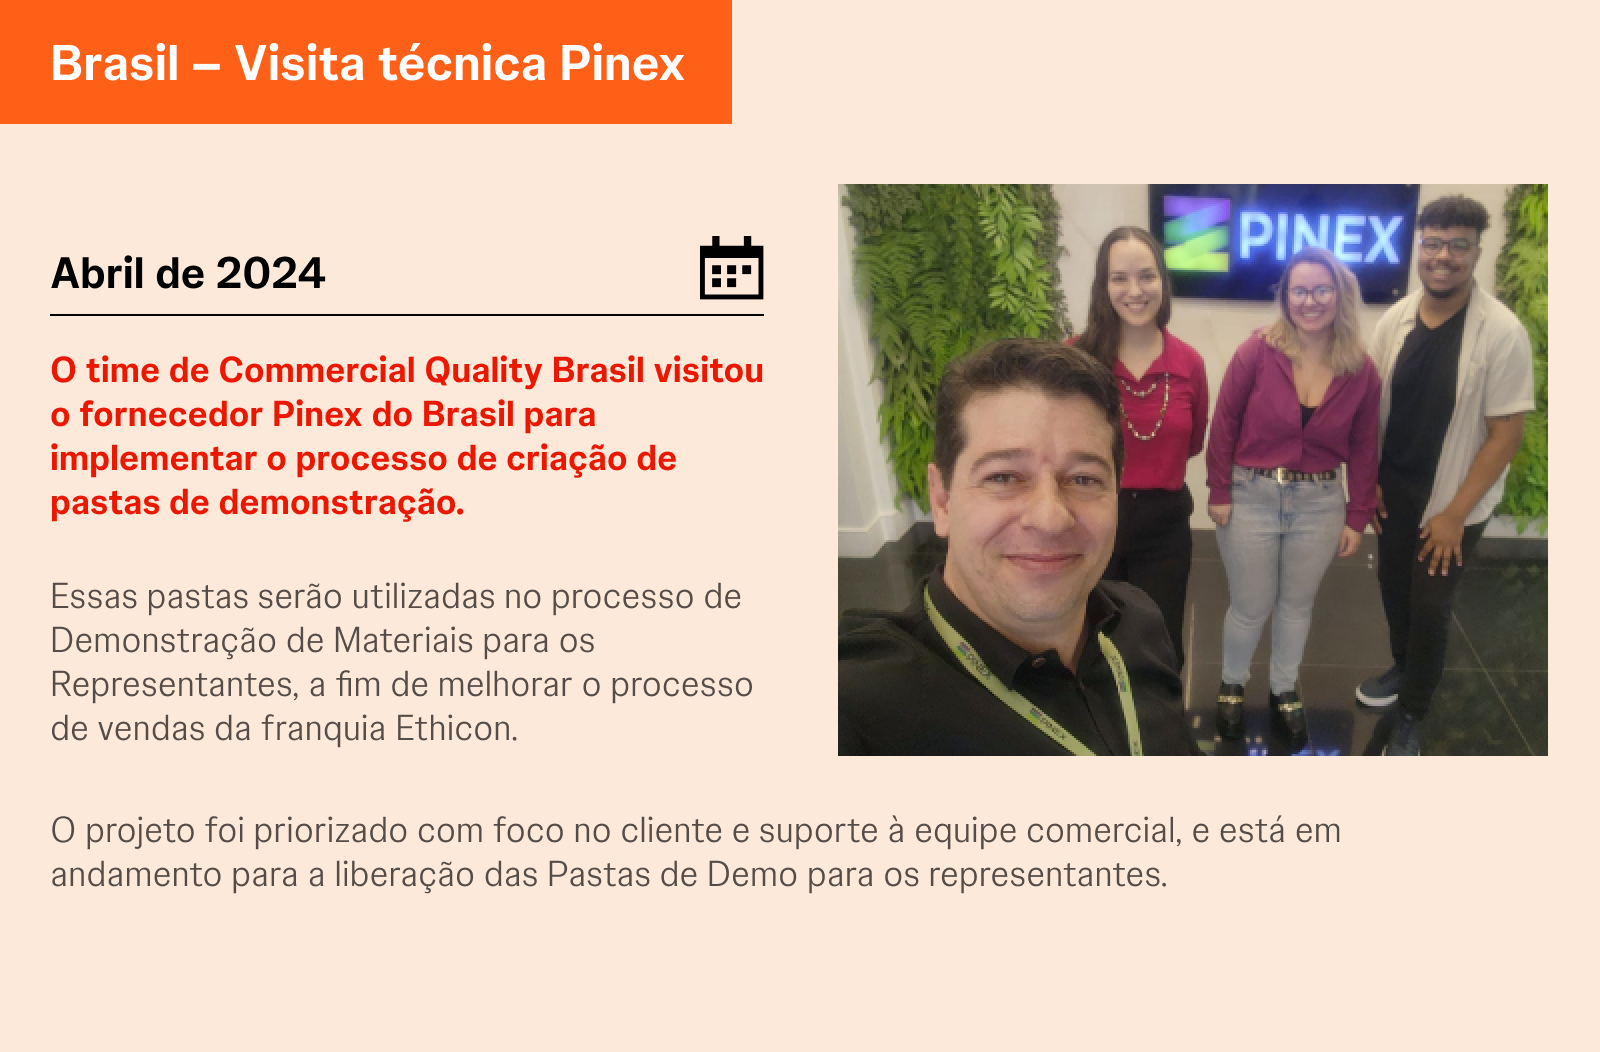 Brasil – Visita técnica Pinex
Abril de 2024
O time de Commercial Quality Brasil visitou
o fornecedor Pinex do Brasil para
implementar o processo de criação de
pastas de demonstração.
Essas pastas serão utilizadas no processo de
Demonstração de Materiais para os
Representantes, a fim de melhorar o processo
de vendas da franquia Ethicon.
PINEX
PINEX
PINEX
O projeto foi priorizado com foco no cliente e suporte à equipe comercial, e está em
andamento para a liberação das Pastas de Demo para os representantes.